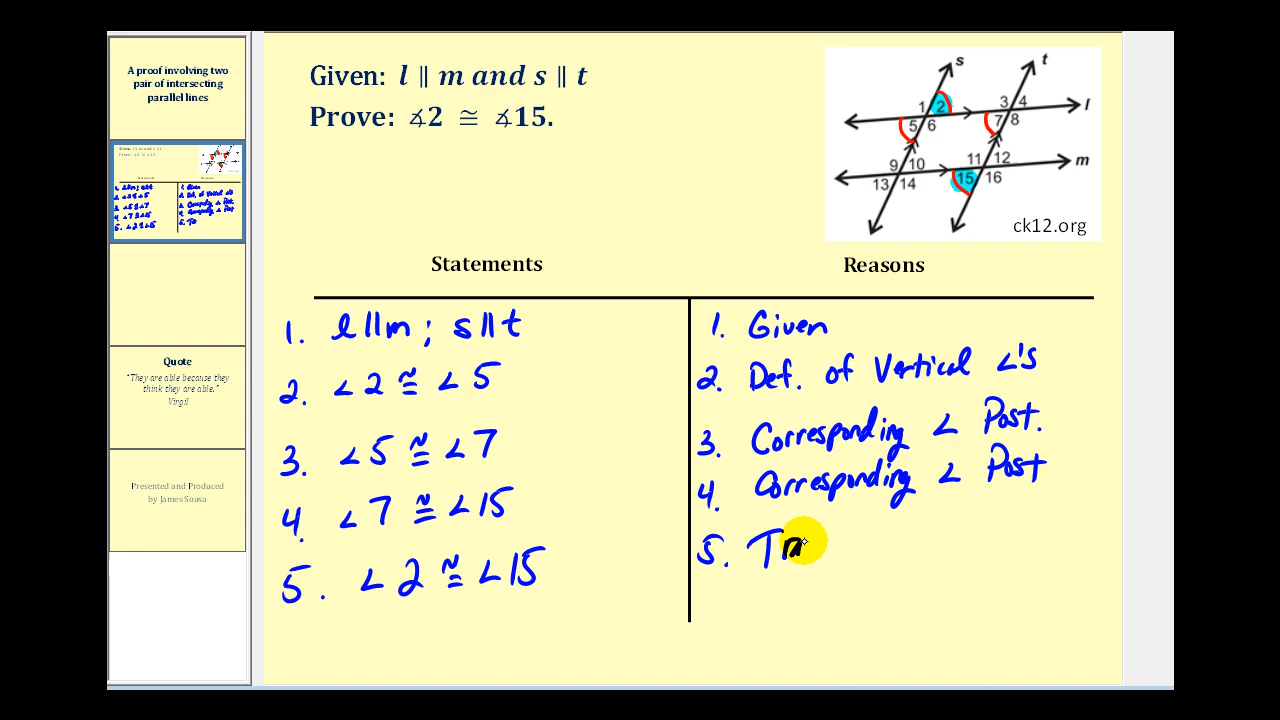 A proof involving two
pair of intersecting
parallel lines
Quote
"They are able because they
think they are able."
Virgil
Presented and Produced
by James Sousa
Given: l ∥ m and s ∥ t
Prove: ∡2 ≅ ∡15.
s
t
1 2 3 4 l
5 6 7 8
9 10 11 12 m
13 14 15 16
ck12.org
Statements
Reasons
1. l ll m ; s ll t
1. Given
2. ∠2 ≅ ∠5
2. Def. of Vertical ∠'s
3. ∠5 ≅ ∠7
3. Corresponding ∠ Post.
4. ∠7 ≅ ∠15
4. Corresponding ∠ Post
5. ∠2 ≅ ∠15
5. Tra